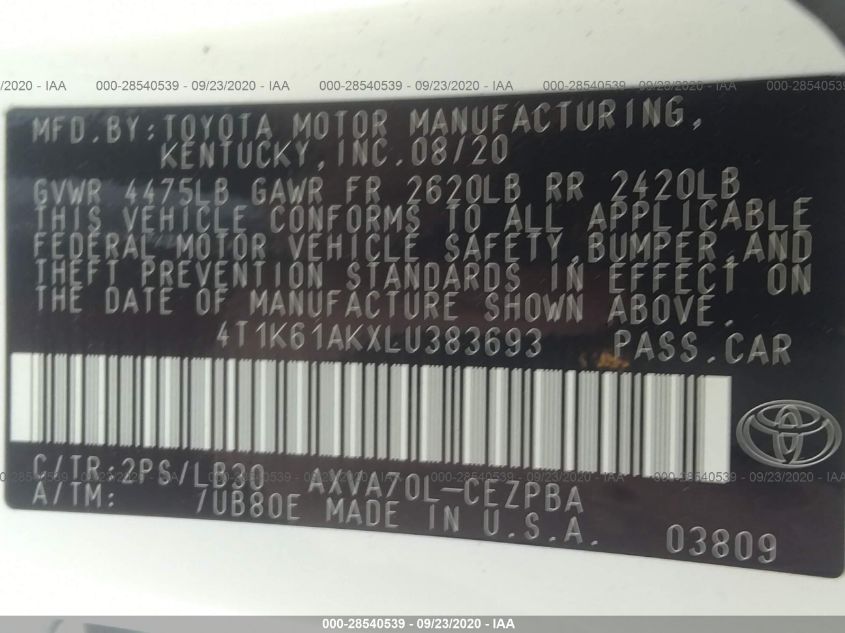 9/23/2020 - IAA 000-28540539 - 09/23/2020 - IAA 000-28540539 - 09/23/2020 - IAA 000-28540539 - 09/23/2020 - IAA
MFD.BY:TOYOTA MOTOR MANUFACTURING,
KENTUCKY,INC.08/20
GVWR 4475LB GAWR FR 2620LB RR 2420LB
THIS VEHICLE CONFORMS TO ALL APPLICABLE
FEDERAL MOTOR VEHICLE SAFETY,BUMPER,AND
THEFT PREVENTION STANDARDS IN EFFECT ON
THE DATE OF MANUFACTURE SHOWN ABOVE.
4T1K61AKXLU383693 PASS.CAR
C/TR:2PS/LB30 AXVA70L-CEZPBA
A/TM: 7UB80E MADE IN U.S.A. 03809
000-28540539 - 09/23/2020 - IAA